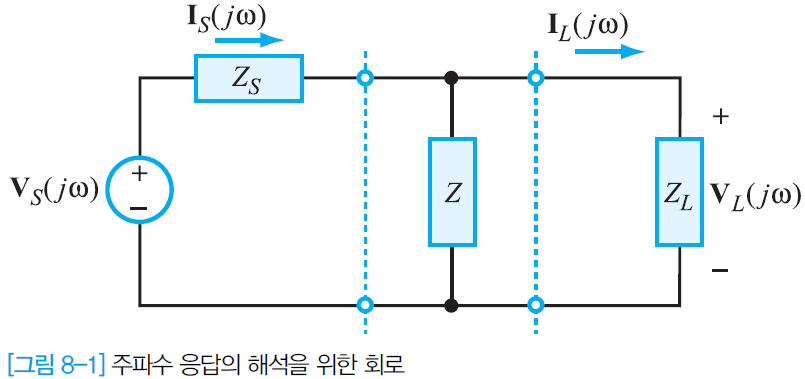 I_S(jω)
I_L(jω)
Z_S
+
V_S(jω)
+
−
Z
Z_L
V_L(jω)
−
[그림 8-1] 주파수 응답의 해석을 위한 회로